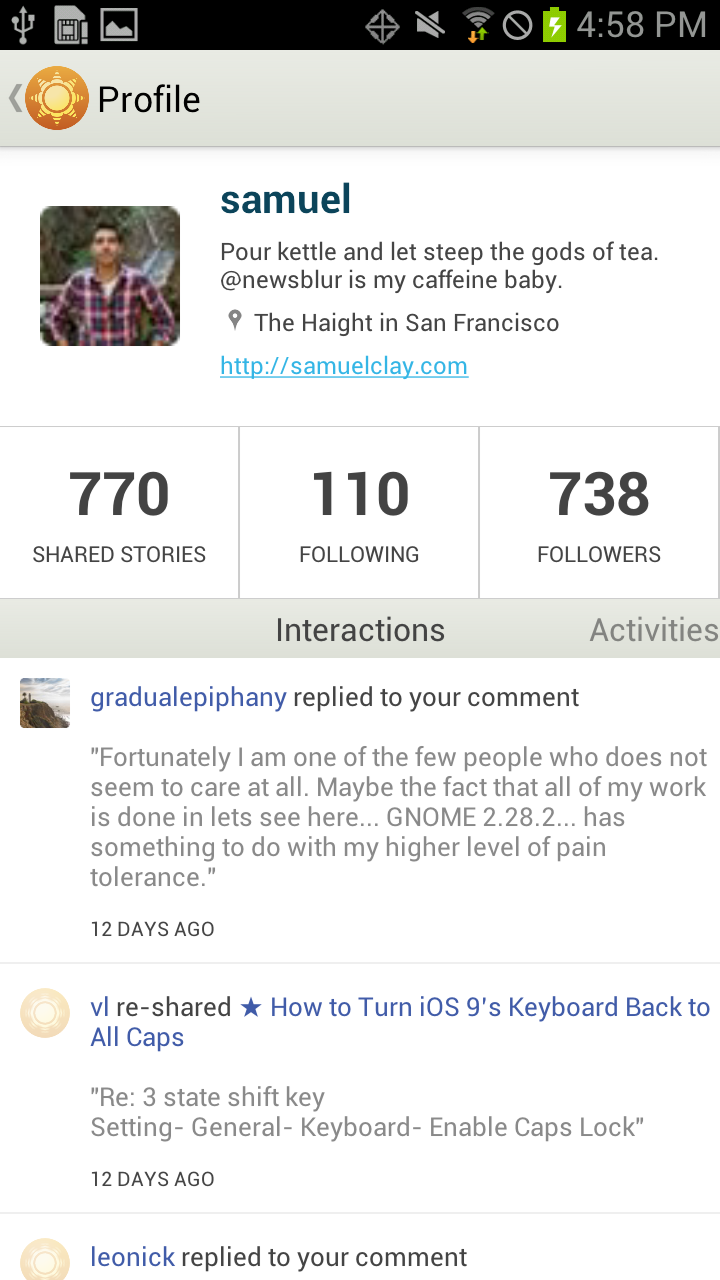 4:58 PM
Profile
samuel
Pour kettle and let steep the gods of tea.
@newsblur is my caffeine baby.
The Haight in San Francisco
http://samuelclay.com
770
SHARED STORIES
110
FOLLOWING
738
FOLLOWERS
Interactions
Activities
gradualepiphany replied to your comment
"Fortunately I am one of the few people who does not
seem to care at all. Maybe the fact that all of my work
is done in lets see here... GNOME 2.28.2... has
something to do with my higher level of pain
tolerance."
12 DAYS AGO
vl re-shared ★ How to Turn iOS 9's Keyboard Back to
All Caps
"Re: 3 state shift key
Setting- General- Keyboard- Enable Caps Lock"
12 DAYS AGO
leonick replied to your comment